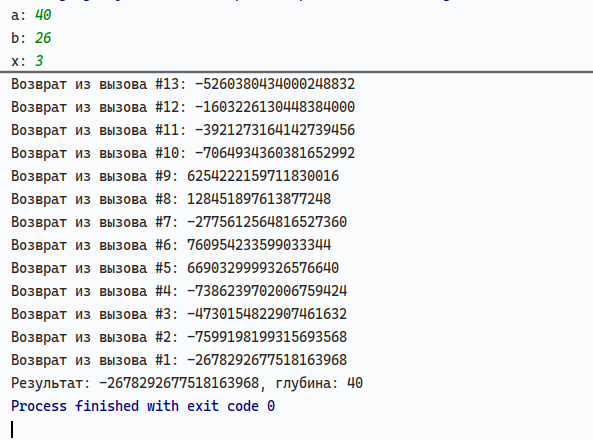 a: 40
b: 26
x: 3
Возврат из вызова #13: -5260380434000248832
Возврат из вызова #12: -1603226130448384000
Возврат из вызова #11: -3921273164142739456
Возврат из вызова #10: -7064934360381652992
Возврат из вызова #9: 6254222159711830016
Возврат из вызова #8: 128451897613877248
Возврат из вызова #7: -2775612564816527360
Возврат из вызова #6: 760954233599033344
Возврат из вызова #5: 6690329999326576640
Возврат из вызова #4: -7386239702006759424
Возврат из вызова #3: -4730154822907461632
Возврат из вызова #2: -7599198199315693568
Возврат из вызова #1: -2678292677518163968
Результат: -2678292677518163968, глубина: 40
Process finished with exit code 0